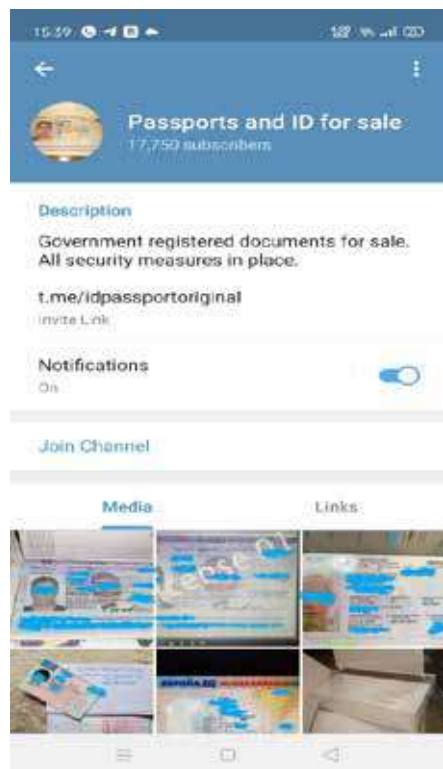 15:39
Passports and ID for sale
17,750 subscribers
Description
Government registered documents for sale.
All security measures in place.
t.me/idpassportoriginal
Invite Link
Notifications
On
Join Channel
Media
Links
ESPAÑA